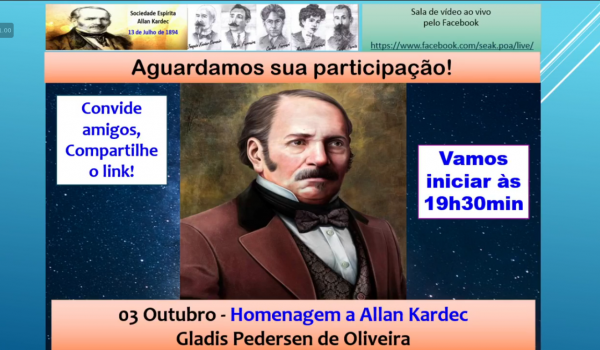 Sociedade Espírita
Allan Kardec
13 de Julho de 1894
Sala de vídeo ao vivo
pelo Facebook
https://www.facebook.com/seak.poa/live/
Aguardamos sua participação!
Convide
amigos,
Compartilhe
o link!
Vamos
iniciar às
19h30min
03 Outubro - Homenagem a Allan Kardec
Gladis Pedersen de Oliveira